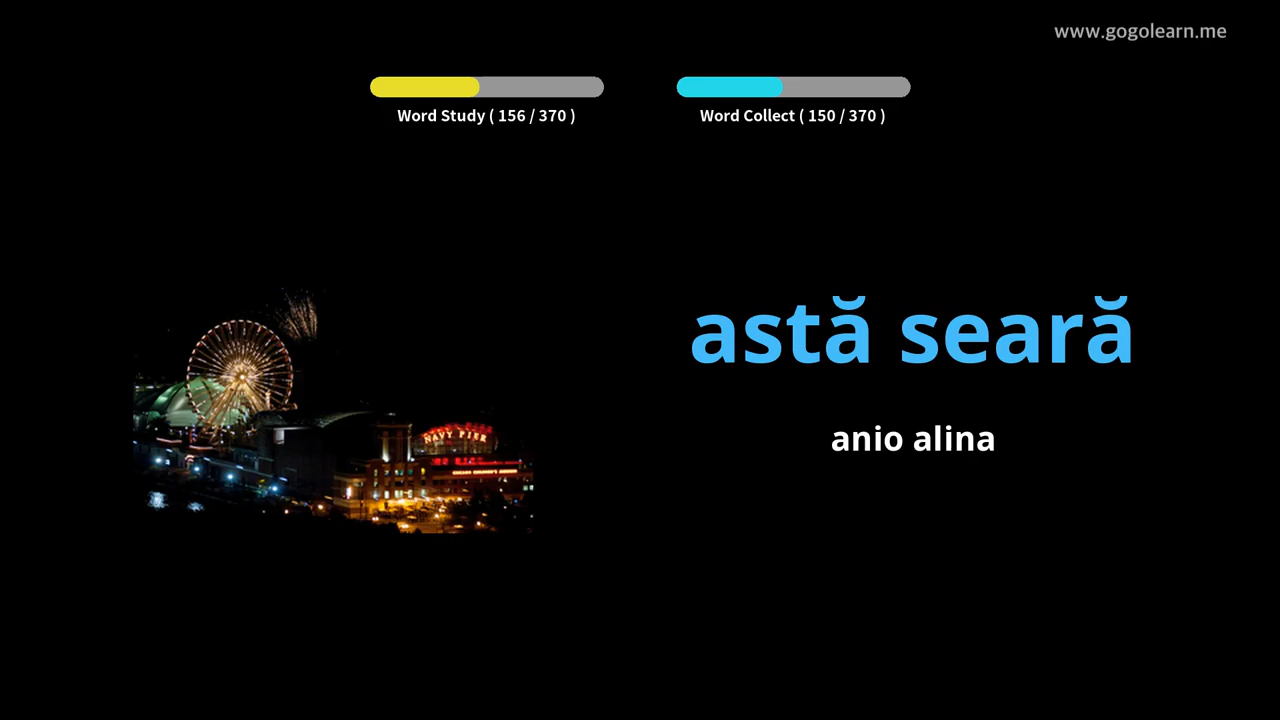 www.gogolearn.me
Word Study ( 156 / 370 )
Word Collect ( 150 / 370 )
astă seară
anio alina
NAVY PIER